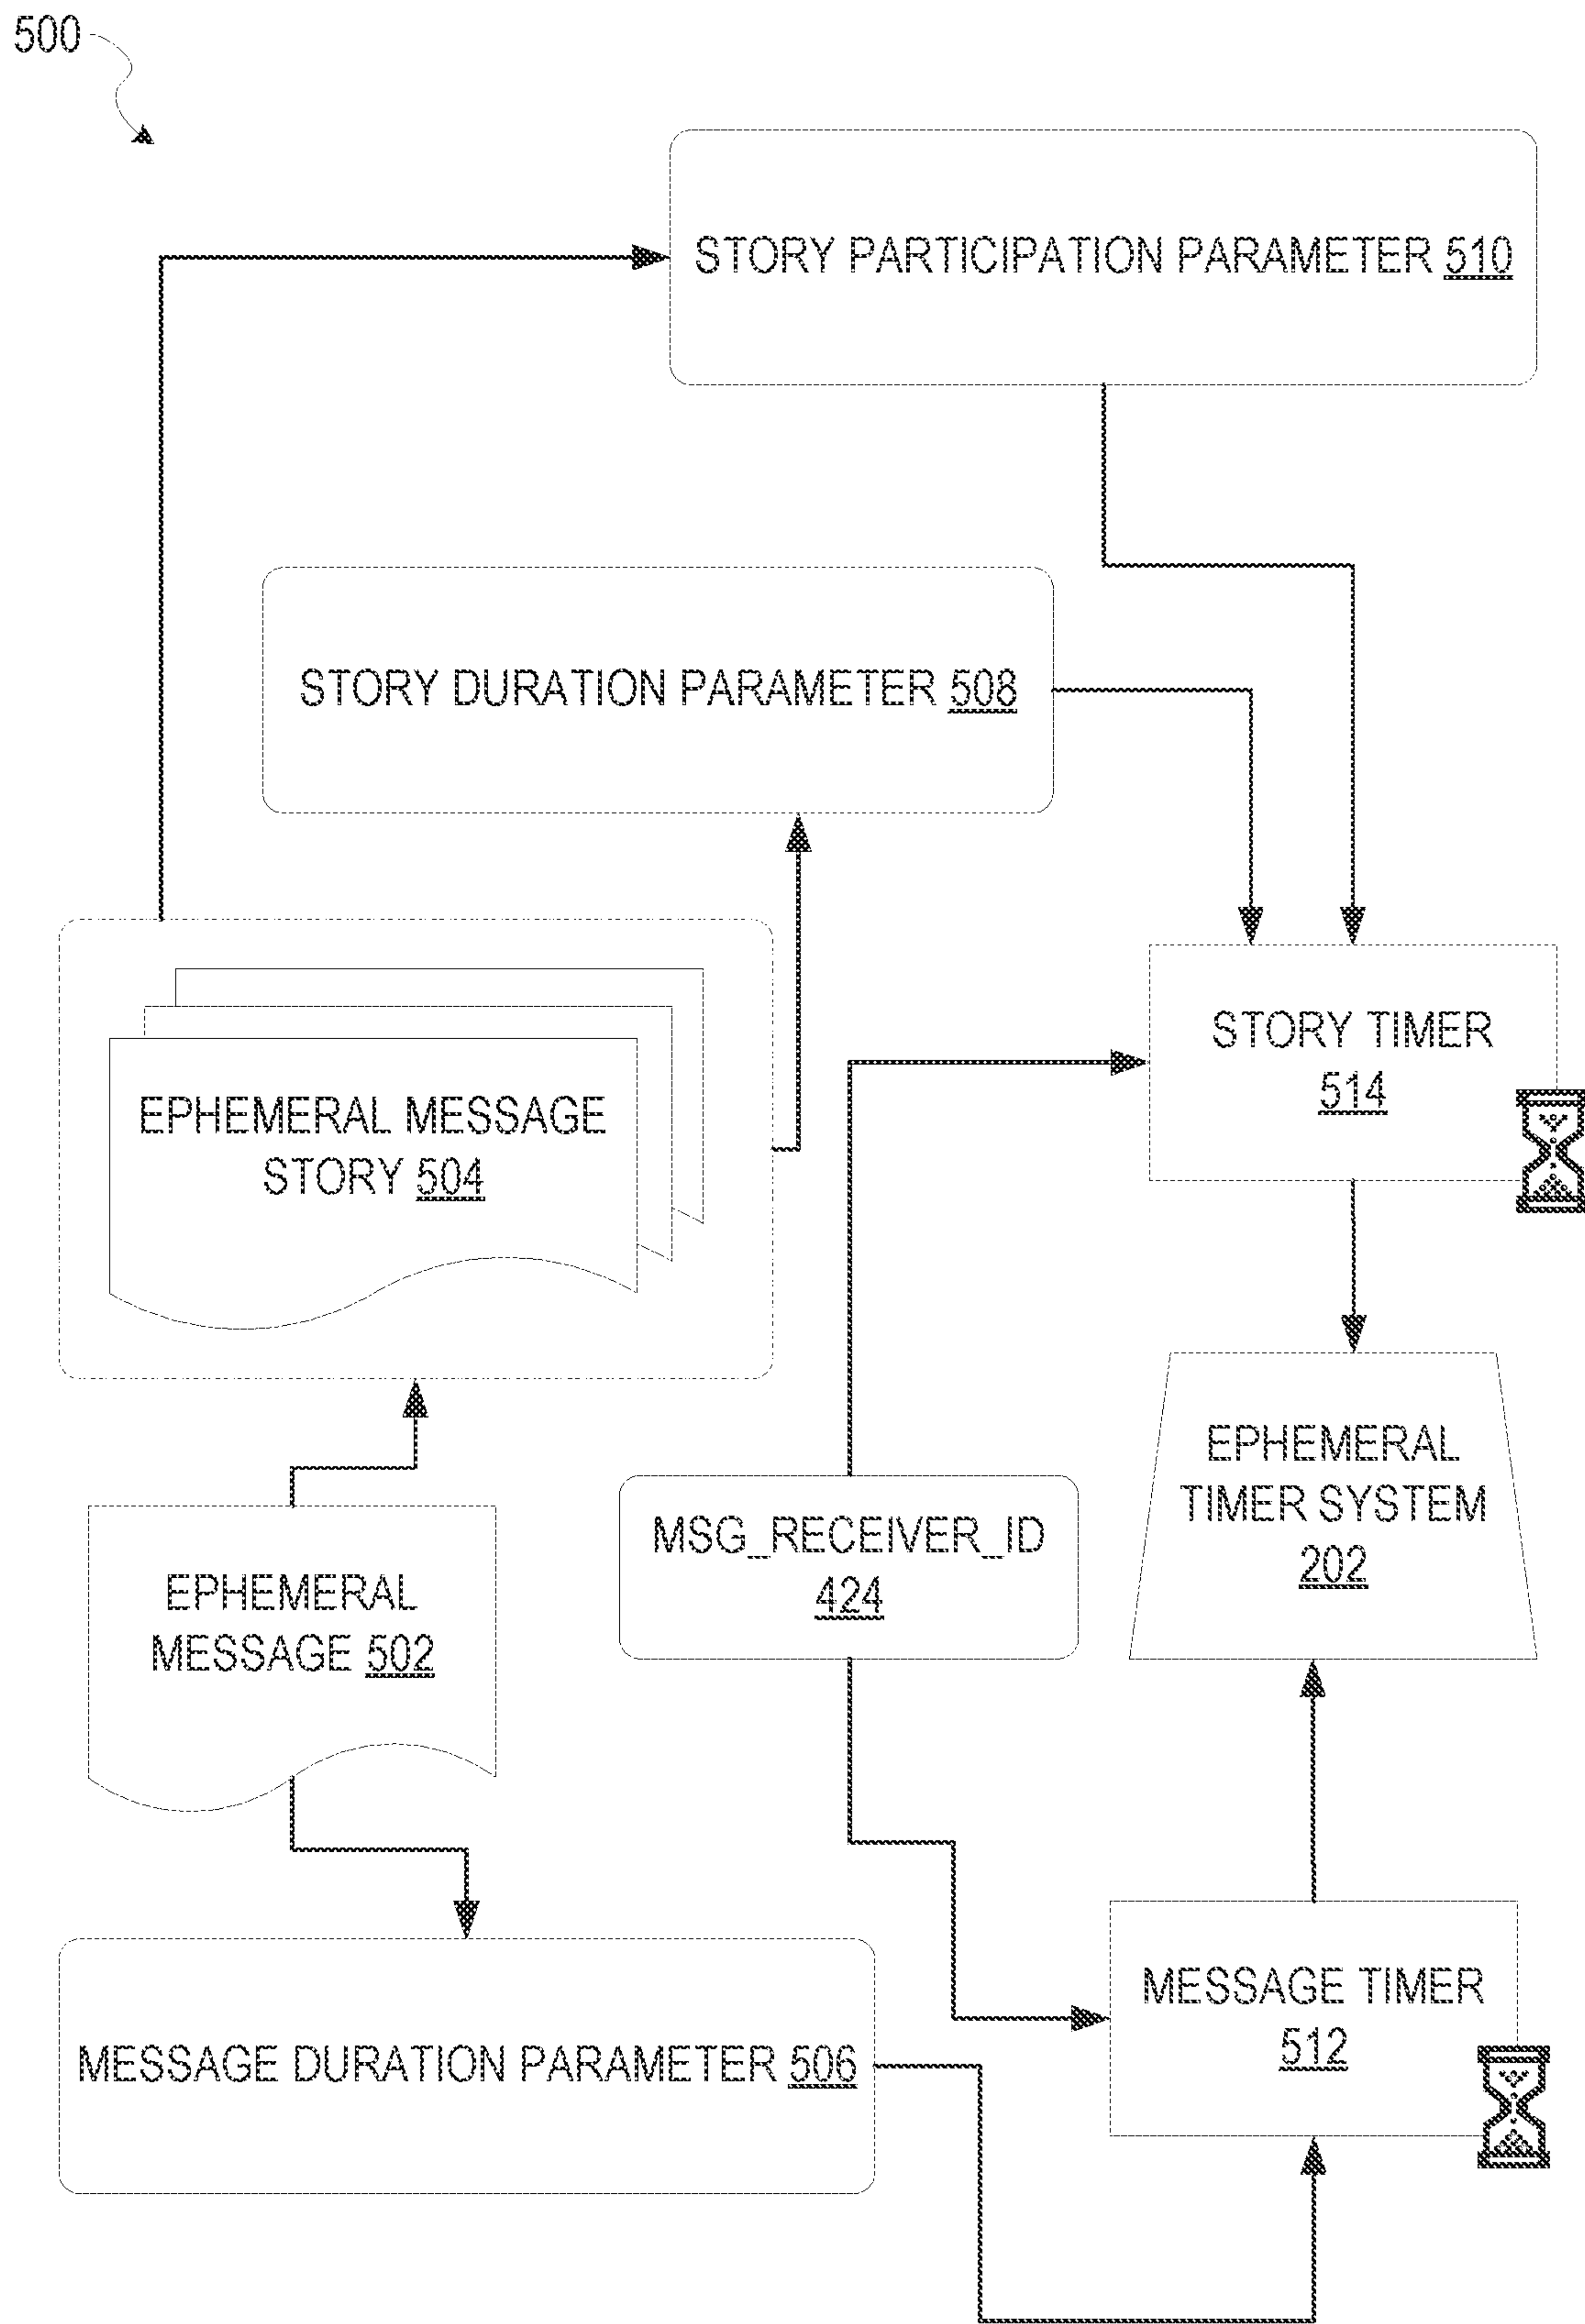 500
STORY PARTICIPATION PARAMETER 510
STORY DURATION PARAMETER 508
STORY TIMER
514
EPHEMERAL MESSAGE
STORY 504
EPHEMERAL
TIMER SYSTEM
202
MSG_RECEIVER_ID
424
EPHEMERAL
MESSAGE 502
MESSAGE TIMER
512
MESSAGE DURATION PARAMETER 506